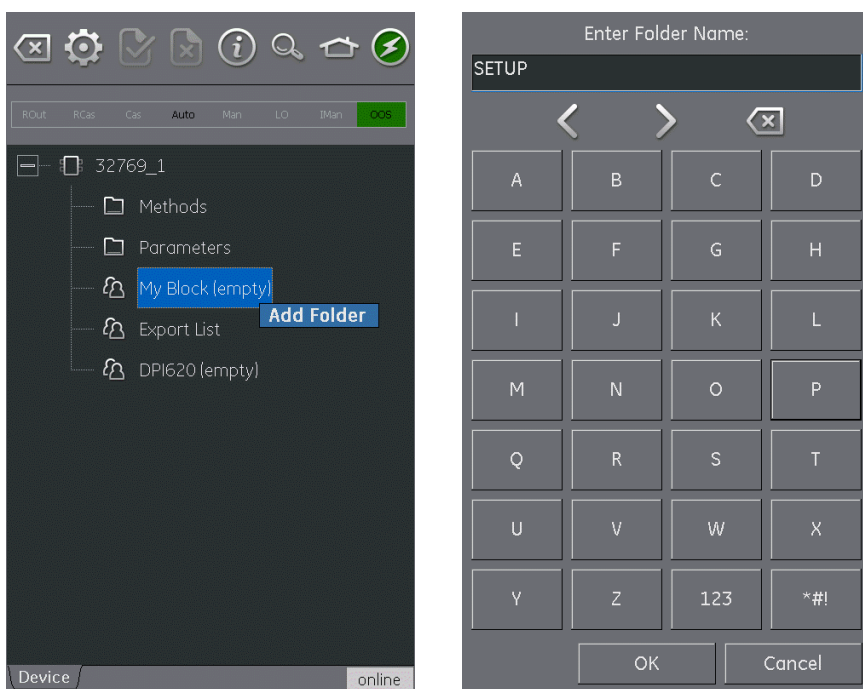 ROut RCas Cas Auto Man LO IMan OOS
32769_1
Methods
Parameters
My Block (empty)
Add Folder
Export List
DPI620 (empty)
Device
online
Enter Folder Name:
SETUP
A B C D
E F G H
I J K L
M N O P
Q R S T
U V W X
Y Z 123 *#!
OK Cancel